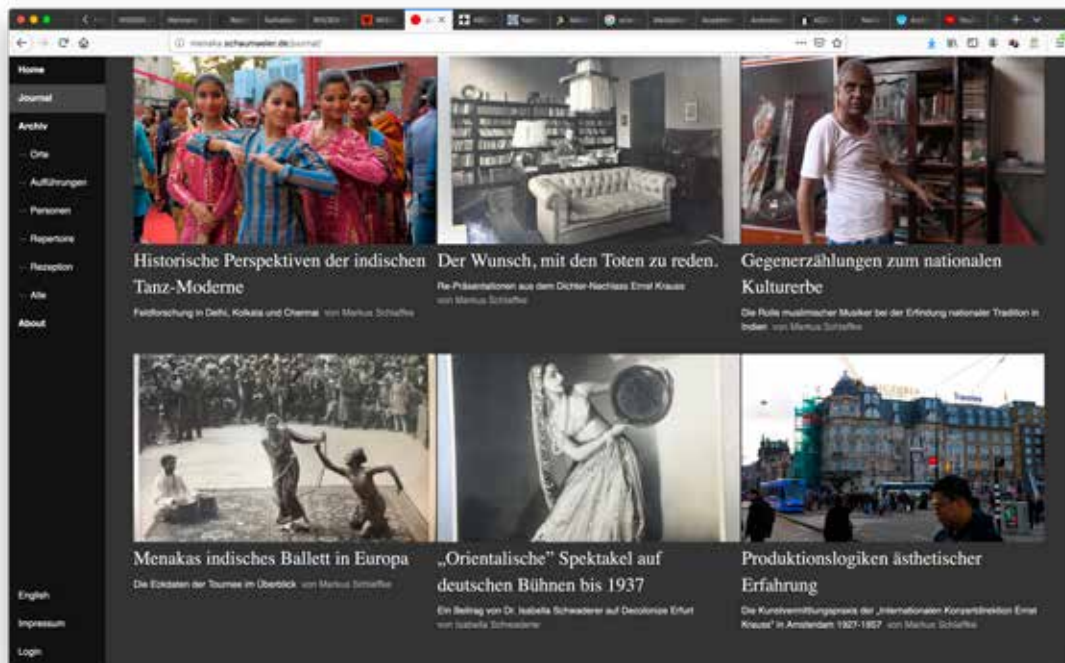 menaka.schaumweler.de/journal/
Home
Journal
Archiv
Orte
Aufführungen
Personen
Repertoire
Rezeption
Alle
About
English
Impressum
Login
Historische Perspektiven der indischen
Tanz-Moderne
Feldforschung in Delhi, Kolkata und Chennai von Markus Schlaffke
Der Wunsch, mit den Toten zu reden.
Re-Präsentationen aus dem Dichter-Nachlass Ernst Krauss
von Markus Schlaffke
Gegenerzählungen zum nationalen
Kulturerbe
Die Rolle muslimischer Musiker bei der Erfindung nationaler Tradition in
Indien von Markus Schlaffke
Menakas indisches Ballett in Europa
Die Eckdaten der Tournee im Überblick von Markus Schlaffke
„Orientalische” Spektakel auf
deutschen Bühnen bis 1937
Ein Beitrag von Dr. Isabella Schwaderer auf Decolonize Erfurt
von Isabella Schwaderer
Produktionslogiken ästhetischer
Erfahrung
Die Kunstvermittlungspraxis der „Internationalen Konzertdirektion Ernst
Krauss" in Amsterdam 1927-1957 von Markus Schlaffke